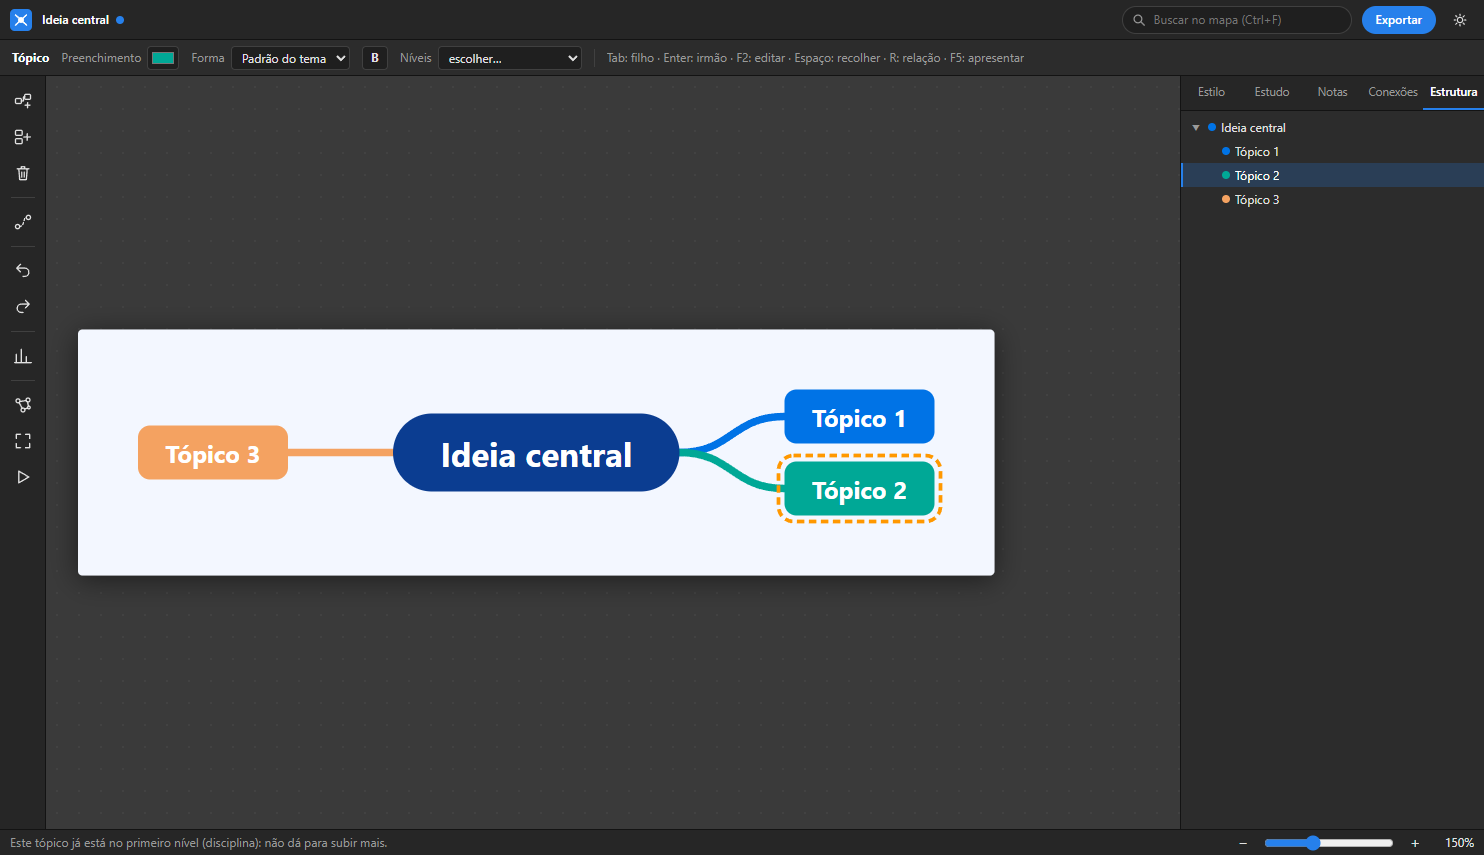 Ideia central
Buscar no mapa (Ctrl+F)
Exportar
Tópico
Preenchimento
Forma
Padrão do tema
B
Níveis
escolher...
Tab: filho · Enter: irmão · F2: editar · Espaço: recolher · R: relação · F5: apresentar
Estilo
Estudo
Notas
Conexões
Estrutura
Ideia central
Tópico 1
Tópico 2
Tópico 3
Tópico 1
Tópico 3
Ideia central
Tópico 2
Este tópico já está no primeiro nível (disciplina): não dá para subir mais.
150%